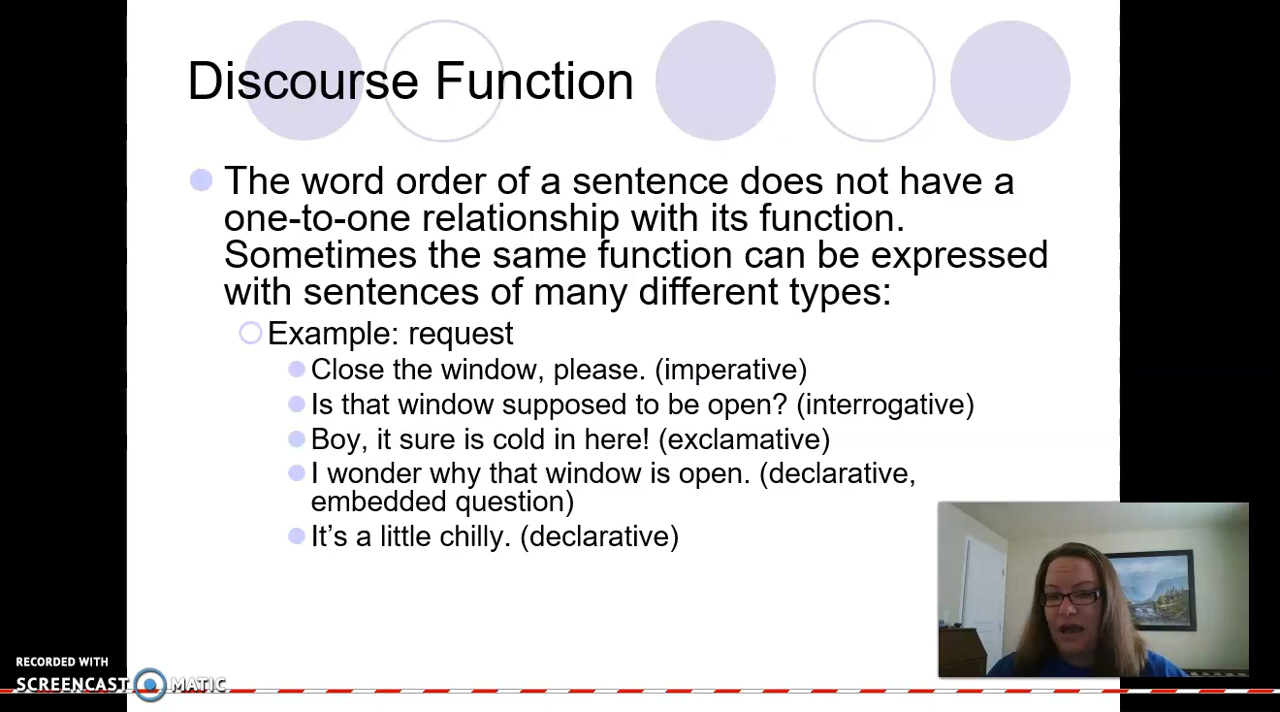 Discourse Function
The word order of a sentence does not have a
one-to-one relationship with its function.
Sometimes the same function can be expressed
with sentences of many different types:
Example: request
Close the window, please. (imperative)
Is that window supposed to be open? (interrogative)
Boy, it sure is cold in here! (exclamative)
I wonder why that window is open. (declarative,
embedded question)
It’s a little chilly. (declarative)
RECORDED WITH
SCREENCAST MATIC